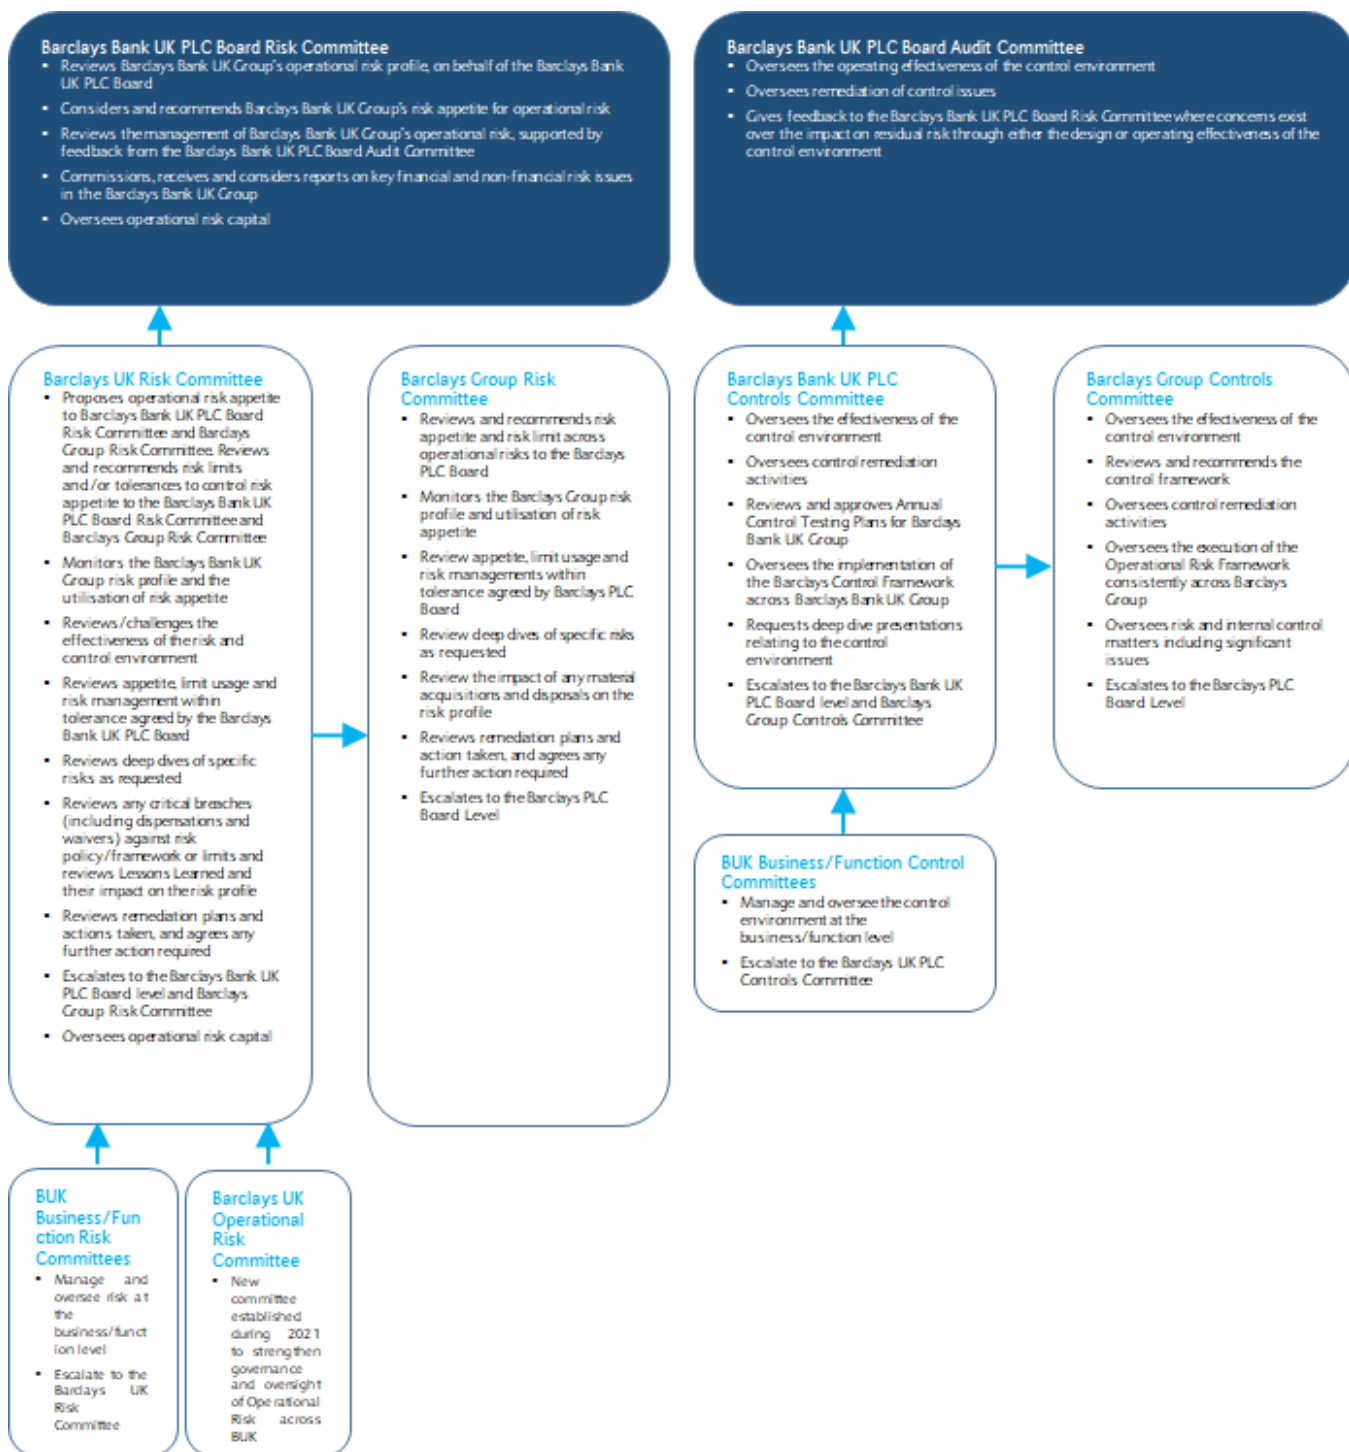 Barclays Bank UK PLC Board Risk Committee
▪ Reviews Barclays Bank UK Group's operational risk profile, on behalf of the Barclays Bank
UK PLC Board
▪ Considers and recommends Barclays Bank UK Group's risk appetite for operational risk
▪ Reviews the management of Barclays Bank UK Group's operational risk, supported by
feedback from the Barclays Bank UK PLC Board Audit Committee
▪ Commissions, receives and considers reports on key financial and non-financial risk issues
in the Barclays Bank UK Group
▪ Oversees operational risk capital
Barclays Bank UK PLC Board Audit Committee
▪ Oversees the operating effectiveness of the control environment
▪ Oversees remediation of control issues
▪ Gives feedback to the Barclays Bank UK PLC Board Risk Committee where concerns exist
over the impact on residual risk through either the design or operating effectiveness of the
control environment
Barclays UK Risk Committee
▪ Proposes operational risk appetite
to Barclays Bank UK PLC Board
Risk Committee and Barclays
Group Risk Committee. Reviews
and recommends risk limits
and/or tolerances to control risk
appetite to the Barclays Bank UK
PLC Board Risk Committee and
Barclays Group Risk Committee
▪ Monitors the Barclays Bank UK
Group risk profile and the
utilisation of risk appetite
▪ Reviews/challenges the
effectiveness of the risk and
control environment
▪ Reviews appetite, limit usage and
risk management within
tolerance agreed by the Barclays
Bank UK PLC Board
▪ Reviews deep dives of specific
risks as requested
▪ Reviews any critical breaches
(including dispensations and
waivers) against risk
policy/framework or limits and
reviews Lessons Learned and
their impact on the risk profile
▪ Reviews remediation plans and
actions taken, and agrees any
further action required
▪ Escalates to the Barclays Bank UK
PLC Board level and Barclays
Group Risk Committee
▪ Oversees operational risk capital
Barclays Group Risk
Committee
▪ Reviews and recommends risk
appetite and risk limit across
operational risks to the Barclays
PLC Board
▪ Monitors the Barclays Group risk
profile and utilisation of risk
appetite
▪ Review appetite, limit usage and
risk managements within
tolerance agreed by Barclays PLC
Board
▪ Review deep dives of specific risks
as requested
▪ Review the impact of any material
acquisitions and disposals on the
risk profile
▪ Reviews remediation plans and
action taken, and agrees any
further action required
▪ Escalates to the Barclays PLC
Board Level
Barclays Bank UK PLC
Controls Committee
▪ Oversees the effectiveness of the
control environment
▪ Oversees control remediation
activities
▪ Reviews and approves Annual
Control Testing Plans for Barclays
Bank UK Group
▪ Oversees the implementation of
the Barclays Control Framework
across Barclays Bank UK Group
▪ Requests deep dive presentations
relating to the control
environment
▪ Escalates to the Barclays Bank UK
PLC Board level and Barclays
Group Controls Committee
Barclays Group Controls
Committee
▪ Oversees the effectiveness of the
control environment
▪ Reviews and recommends the
control framework
▪ Oversees control remediation
activities
▪ Oversees the execution of the
Operational Risk Framework
consistently across Barclays
Group
▪ Oversees risk and internal control
matters including significant
issues
▪ Escalates to the Barclays PLC
Board Level
BUK Business/Function Control
Committees
▪ Manage and oversee the control
environment at the
business/function level
▪ Escalate to the Barclays UK PLC
Controls Committee
BUK
Business/Fun
ction Risk
Committees
▪ Manage and
oversee risk at
the
business/funct
ion level
▪ Escalate to the
Barclays UK
Risk
Committee
Barclays UK
Operational
Risk
Committee
▪ New
committee
established
during 2021
to strengthen
governance
and oversight
of Operational
Risk across
BUK